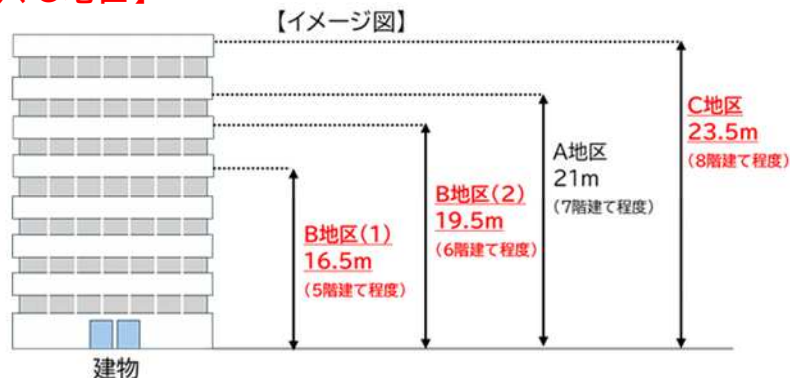 地区】
【イメージ図】
C地区
23.5m
(8階建て程度)
A地区
21m
(7階建て程度)
B地区(2)
19.5m
(6階建て程度)
B地区(1)
16.5m
(5階建て程度)
建物